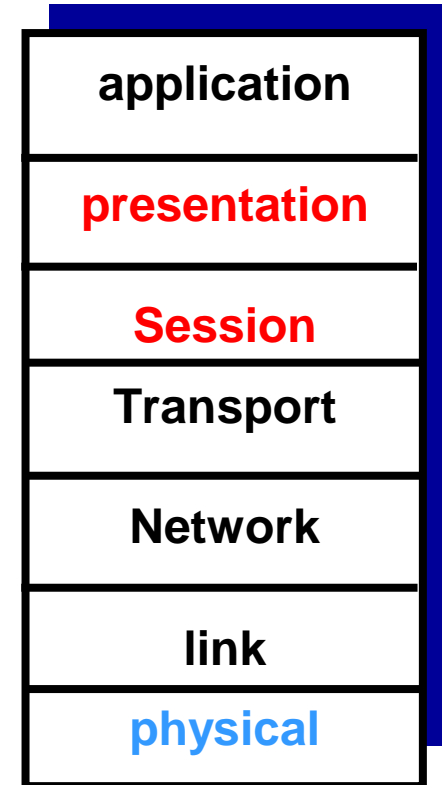 application
presentation
Session
Transport
Network
link
physical